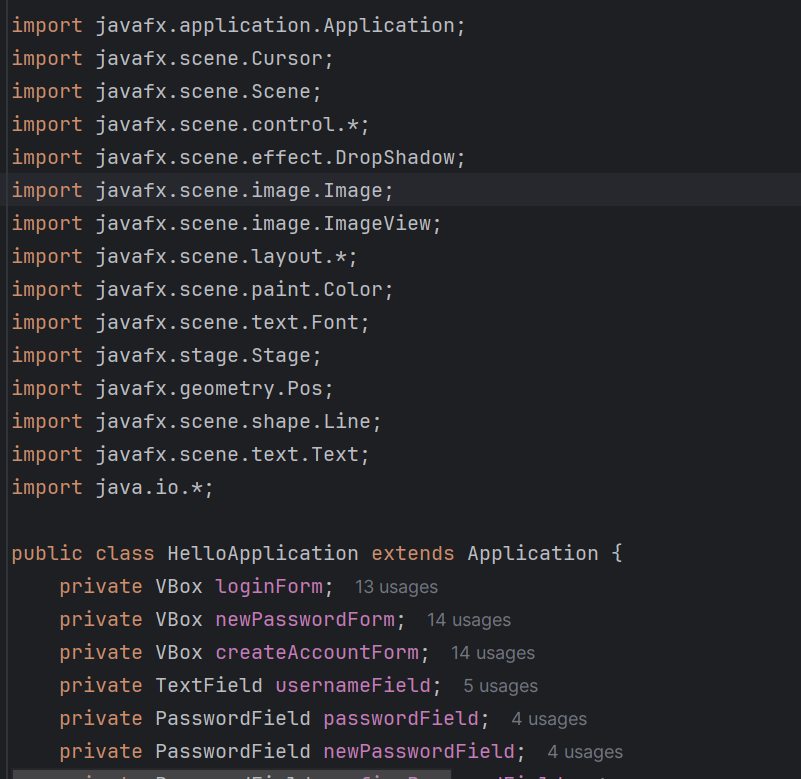 import javafx.application.Application;
import javafx.scene.Cursor;
import javafx.scene.Scene;
import javafx.scene.control.*;
import javafx.scene.effect.DropShadow;
import javafx.scene.image.Image;
import javafx.scene.image.ImageView;
import javafx.scene.layout.*;
import javafx.scene.paint.Color;
import javafx.scene.text.Font;
import javafx.stage.Stage;
import javafx.geometry.Pos;
import javafx.scene.shape.Line;
import javafx.scene.text.Text;
import java.io.*;
public class HelloApplication extends Application {
private VBox loginForm; 13 usages
private VBox newPasswordForm; 14 usages
private VBox createAccountForm; 14 usages
private TextField usernameField; 5 usages
private PasswordField passwordField; 4 usages
private PasswordField newPasswordField; 4 usages